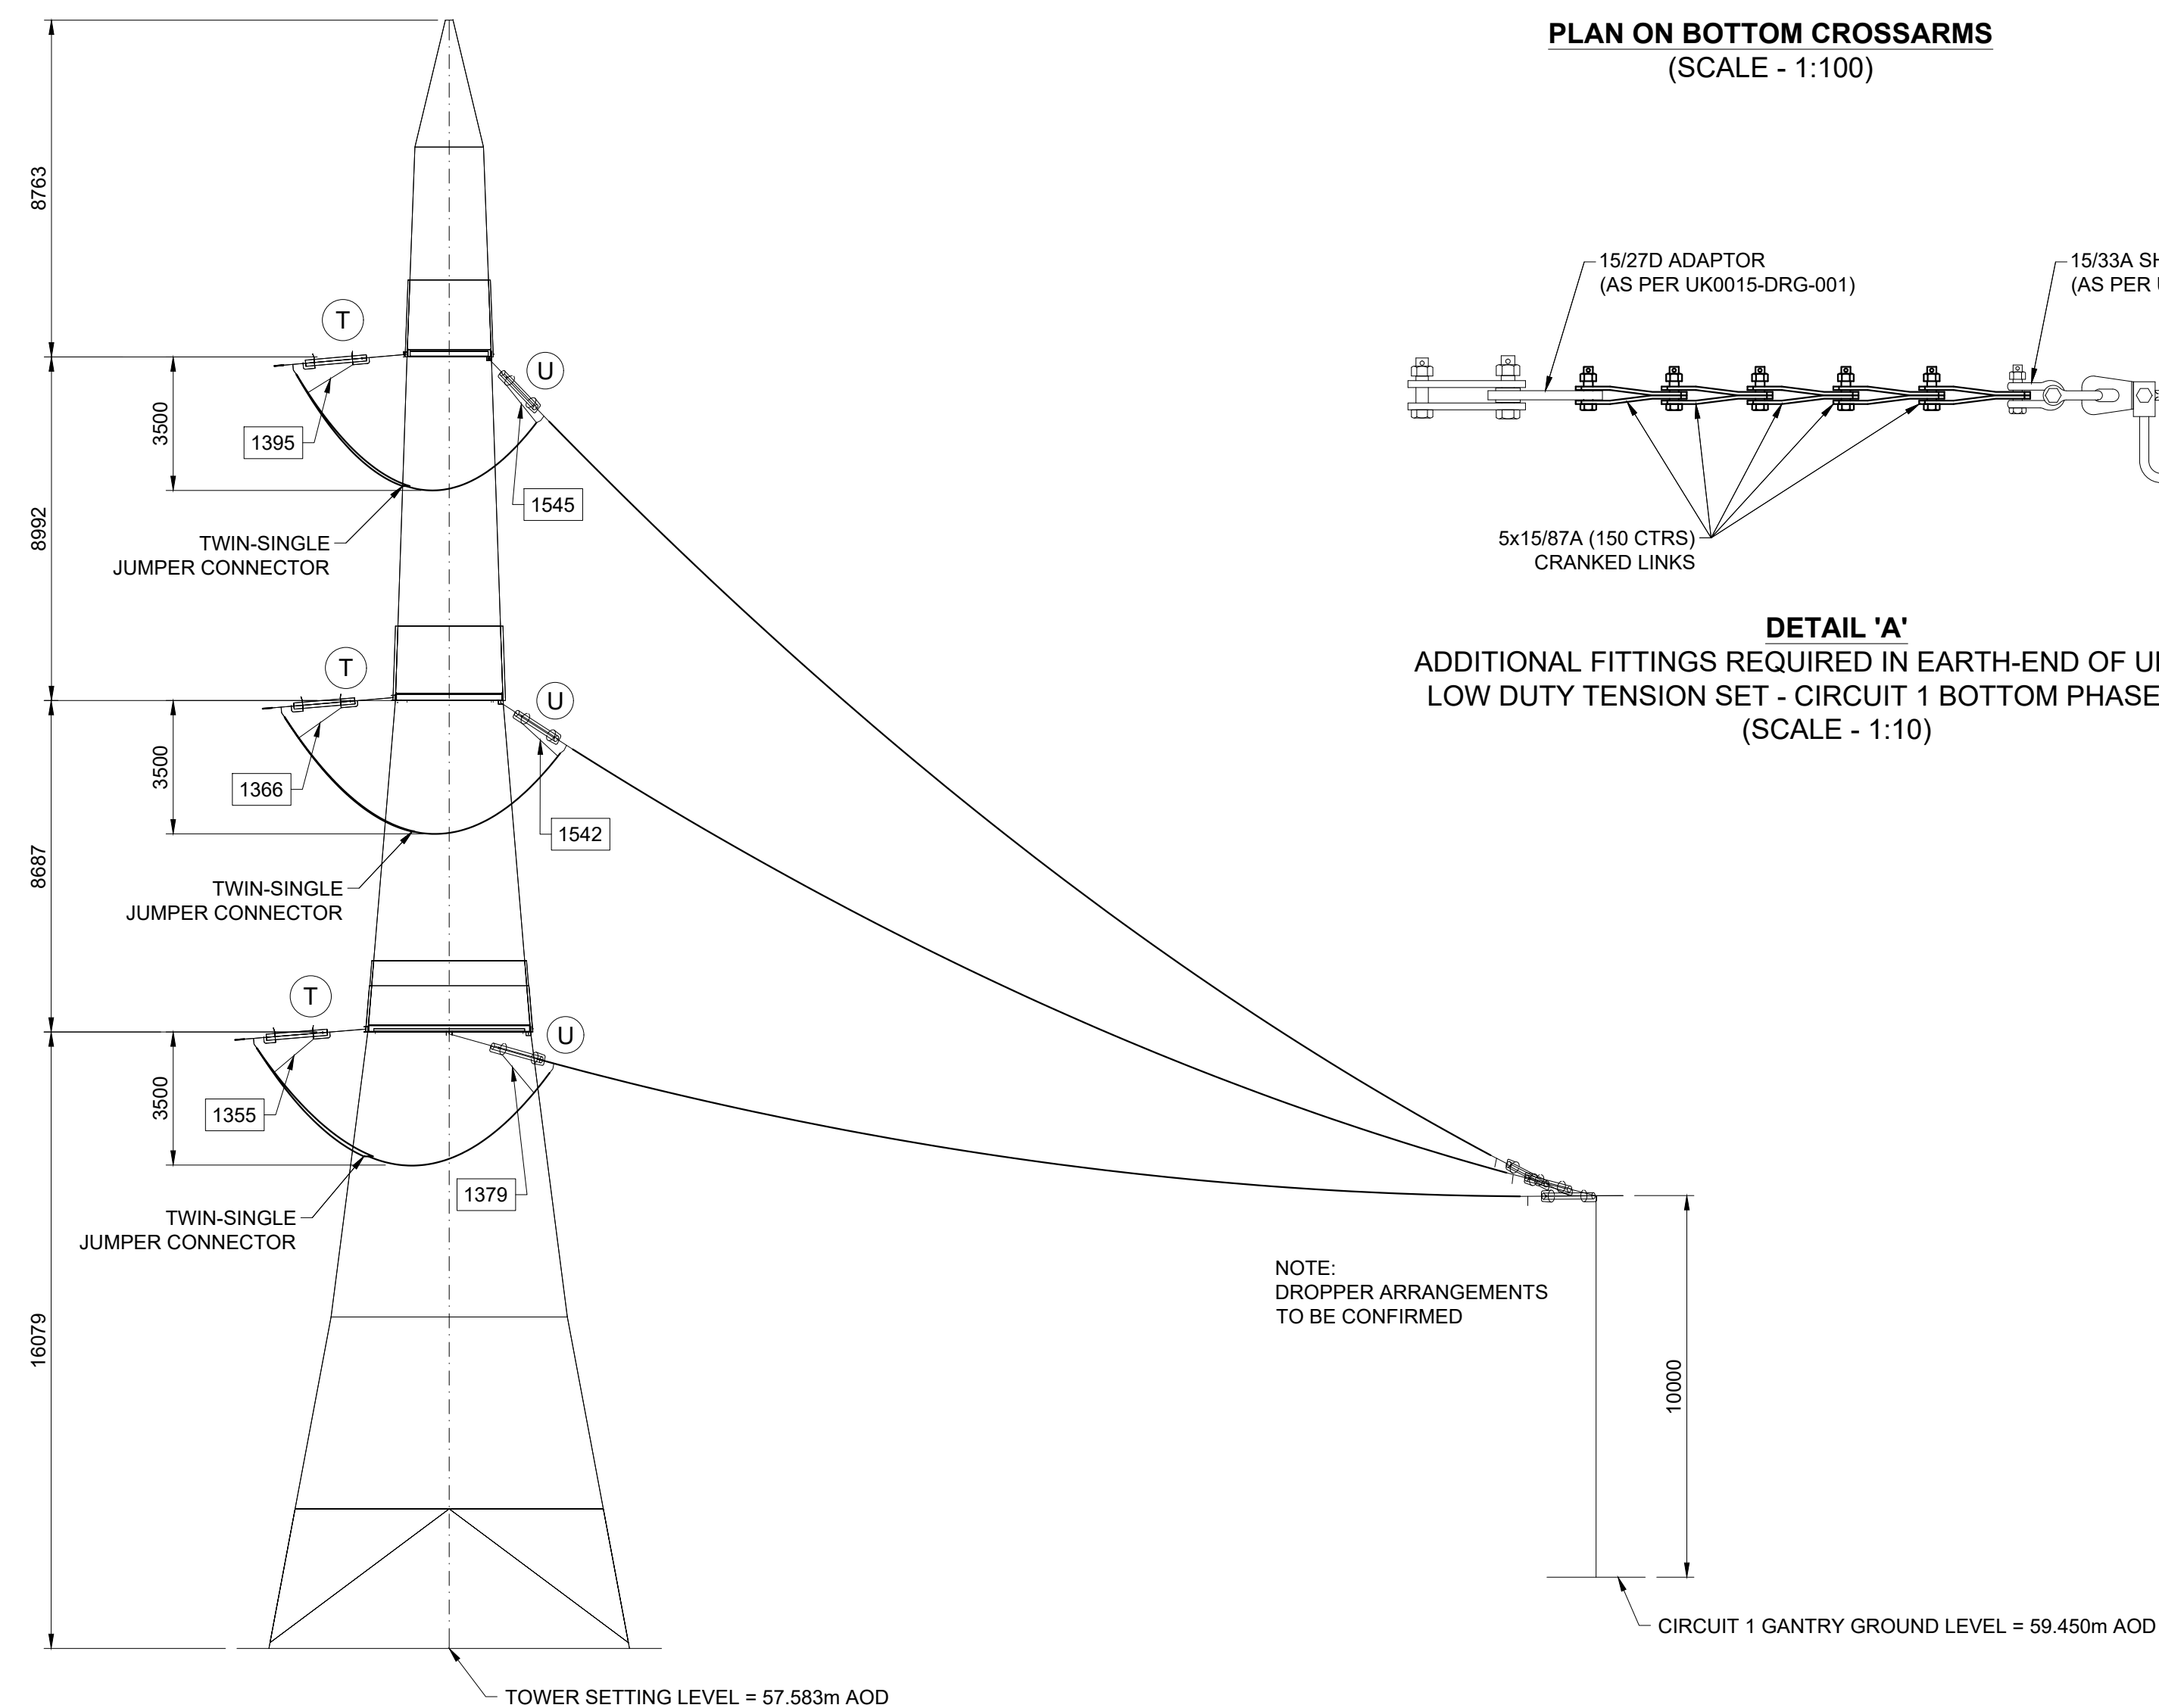 PLAN ON BOTTOM CROSSARMS
(SCALE - 1:100)
8763
8992
8687
16079
T
U
3500
1395
1545
TWIN-SINGLE
JUMPER CONNECTOR
T
U
3500
1366
1542
TWIN-SINGLE
JUMPER CONNECTOR
T
U
3500
1355
1379
TWIN-SINGLE
JUMPER CONNECTOR
15/27D ADAPTOR
(AS PER UK0015-DRG-001)
15/33A
(AS PER
5x15/87A (150 CTRS)
CRANKED LINKS
DETAIL 'A'
ADDITIONAL FITTINGS REQUIRED IN EARTH-END OF
LOW DUTY TENSION SET - CIRCUIT 1 BOTTOM PHASE
(SCALE - 1:10)
NOTE:
DROPPER ARRANGEMENTS
TO BE CONFIRMED
10000
CIRCUIT 1 GANTRY GROUND LEVEL = 59.450m AOD
TOWER SETTING LEVEL = 57.583m AOD